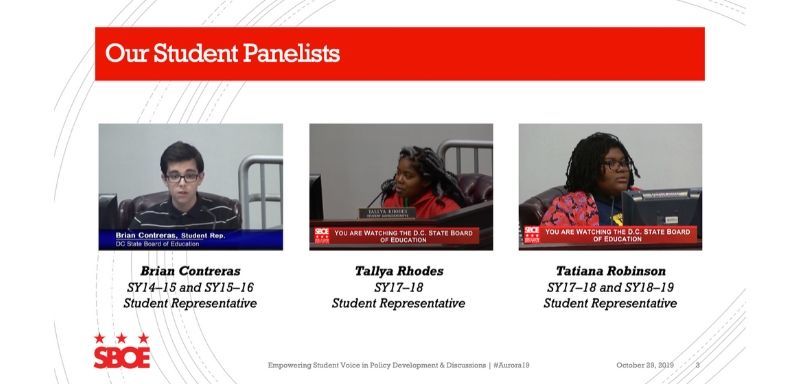 Our Student Panelists
Brian Contreras, Student Rep.
DC State Board of Education
TALLYA RHODES
SBOE
YOU ARE WATCHING THE D.C. STATE BOARD
OF EDUCATION
SBOE
YOU ARE WATCHING THE D.C. STATE BOARD
OF EDUCATION
Brian Contreras
SY14–15 and SY15–16
Student Representative
Tallya Rhodes
SY17–18
Student Representative
Tatiana Robinson
SY17–18 and SY18–19
Student Representative
SBOE
Empowering Student Voice in Policy Development & Discussions | #Aurora19
October 29, 2019
3